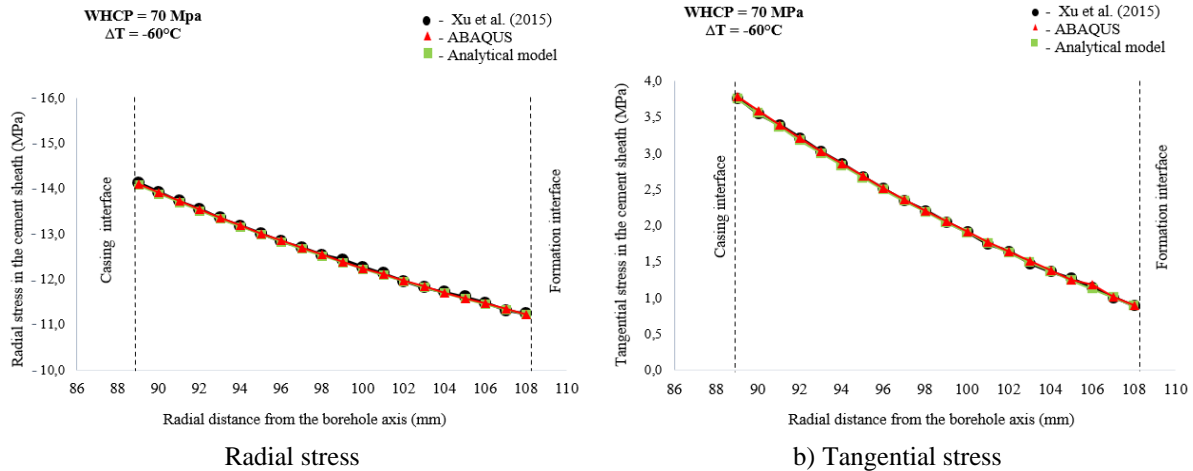 WHCP = 70 Mpa
ΔT = -60°C
- Xu et al. (2015)
- ABAQUS
- Analytical model
Radial stress in the cement sheath (MPa)
- 16,0
- 15,0
- 14,0
- 13,0
- 12,0
- 11,0
- 10,0
Casing interface
Formation interface
86 88 90 92 94 96 98 100 102 104 106 108 110
Radial distance from the borehole axis (mm)
Radial stress
WHCP = 70 MPa
ΔT = -60°C
- Xu et al. (2015)
- ABAQUS
- Analytical model
Tangential stress in the cement sheath (MPa)
4,0
3,5
3,0
2,5
2,0
1,5
1,0
0,5
0,0
Casing interface
Formation interface
86 88 90 92 94 96 98 100 102 104 106 108 110
Radial distance from the borehole axis (mm)
b) Tangential stress